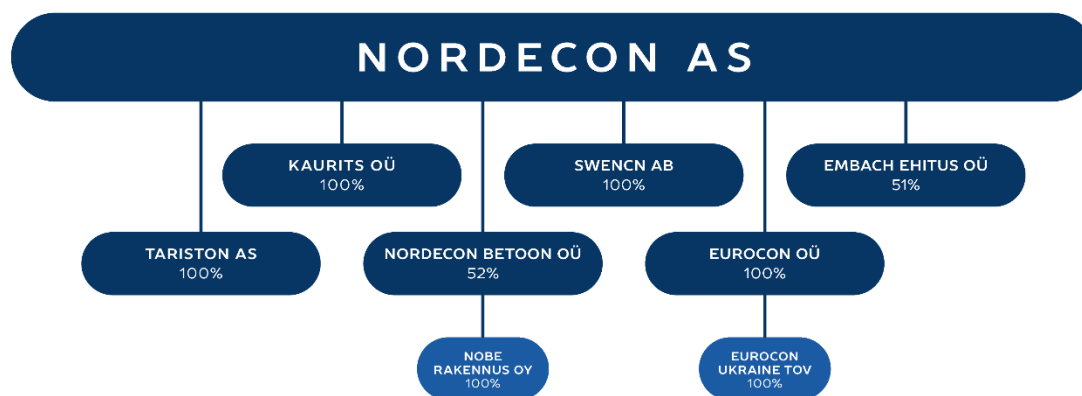 NORDECON AS
KAURITS OÜ
100%
SWENCN AB
100%
EMBACH EHITUS OÜ
51%
TARISTON AS
100%
NORDECON BETOON OÜ
52%
EUROCON OÜ
100%
NOBE
RAKENNUS OY
100%
EUROCON
UKRAINE TOV
100%